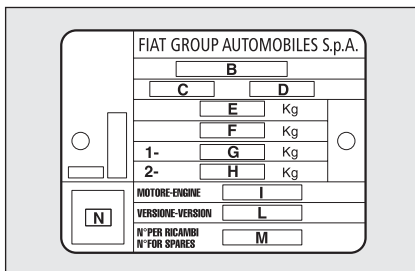 FIAT GROUP AUTOMOBILES S.p.A.
B
C D
E Kg
F Kg
1- G Kg
2- H Kg
MOTORE-ENGINE I
VERSIONE-VERSION L
N
N°PER RICAMBI
N°FOR SPARES M